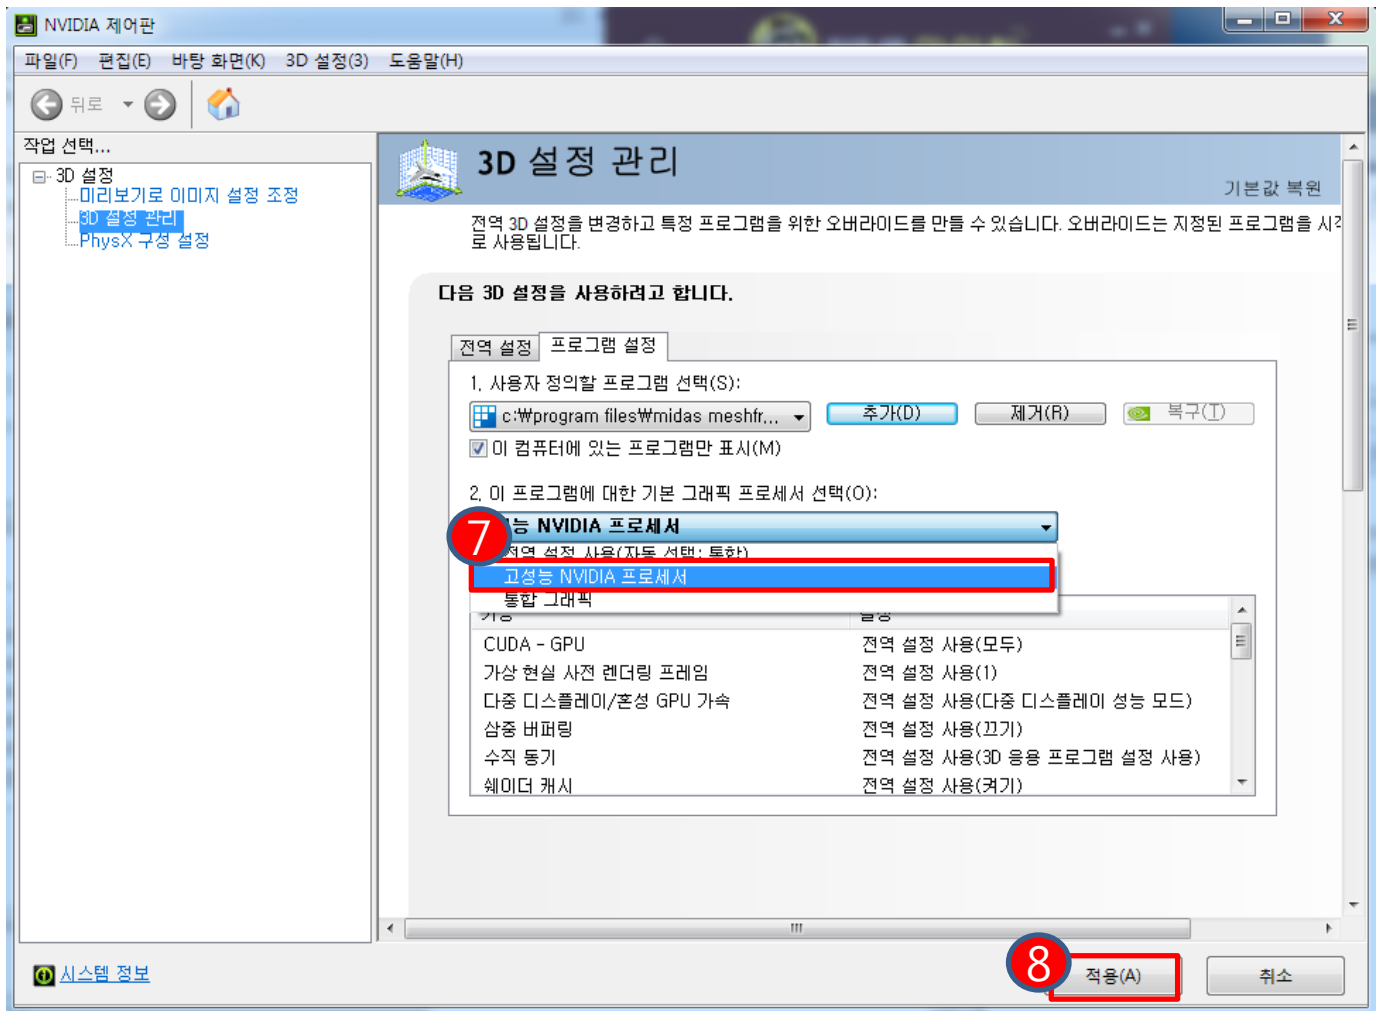 NVIDIA 제어판
파일(F) 편집(E) 바탕 화면(K) 3D 설정(3) 도움말(H)
뒤로
작업 선택...
3D 설정
미리보기로 이미지 설정 조정
3D 설정 관리
PhysX 구성 설정
3D 설정 관리
기본값 복원
전역 3D 설정을 변경하고 특정 프로그램을 위한 오버라이드를 만들 수 있습니다. 오버라이드는 지정된 프로그램을 시
로 사용됩니다.
다음 3D 설정을 사용하려고 합니다.
전역 설정 프로그램 설정
1. 사용자 정의할 프로그램 선택(S):
c:₩program files₩midas meshfr... 추가(D) 제거(R) 복구(T)
이 컴퓨터에 있는 프로그램만 표시(M)
2. 이 프로그램에 대한 기본 그래픽 프로세서 선택(O):
7
능 NVIDIA 프로세서
전역 설정 사용(자동 선택: 통합)
고성능 NVIDIA 프로세서
통합 그래픽
기능 설정
CUDA - GPU 전역 설정 사용(모두)
가상 현실 사전 렌더링 프레임 전역 설정 사용(1)
다중 디스플레이/혼성 GPU 가속 전역 설정 사용(다중 디스플레이 성능 모드)
삼중 버퍼링 전역 설정 사용(끄기)
수직 동기 전역 설정 사용(3D 응용 프로그램 설정 사용)
쉐이더 캐시 전역 설정 사용(켜기)
시스템 정보
8
적용(A) 취소